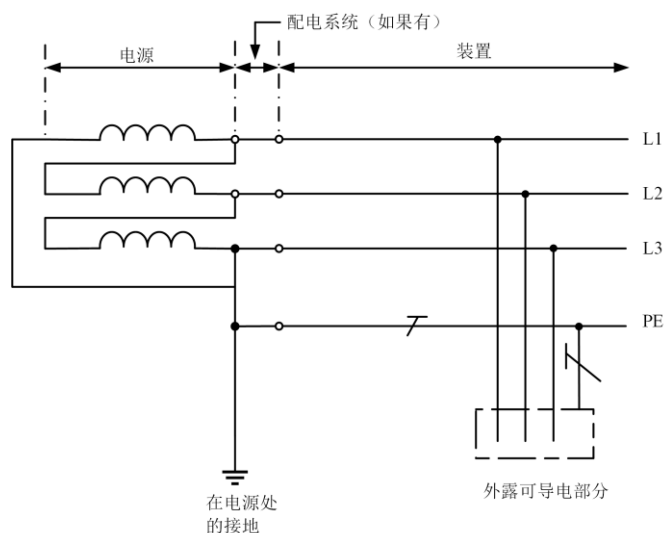 配电系统（如果有）
电源
装置
L1
L2
L3
PE
外露可导电部分
在电源处
的接地